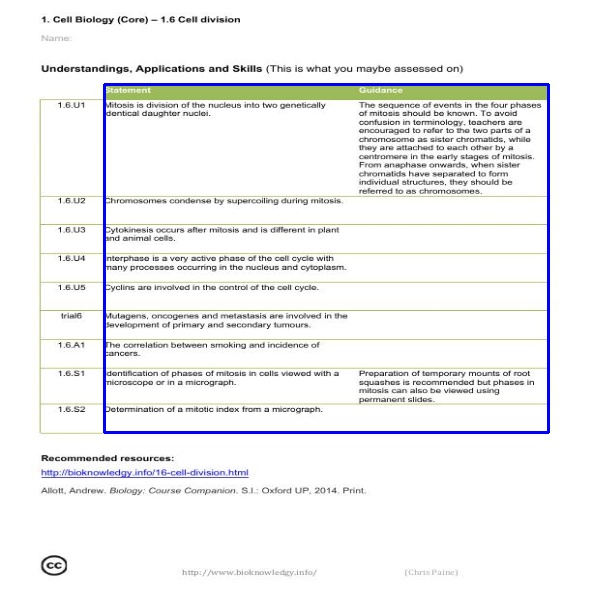 1. Cell Biology (Core) – 1.6 Cell division
Name:
Understandings, Applications and Skills (This is what you maybe assessed on)
Statement Guidance
1.6.U1 Mitosis is division of the nucleus into two genetically
identical daughter nuclei.
The sequence of events in the four phases
of mitosis should be known. To avoid
confusion in terminology, teachers are
encouraged to refer to the two parts of a
chromosome as sister chromatids, while
they are attached to each other by a
centromere in the early stages of mitosis.
From anaphase onwards, when sister
chromatids have separated to form
individual structures, they should be
referred to as chromosomes.
1.6.U2 Chromosomes condense by supercoiling during mitosis.
1.6.U3 Cytokinesis occurs after mitosis and is different in plant
and animal cells.
1.6.U4 Interphase is a very active phase of the cell cycle with
many processes occurring in the nucleus and cytoplasm.
1.6.U5 Cyclins are involved in the control of the cell cycle.
trial6 Mutagens, oncogenes and metastasis are involved in the
development of primary and secondary tumours.
1.6.A1 The correlation between smoking and incidence of
cancers.
1.6.S1 Identification of phases of mitosis in cells viewed with a
microscope or in a micrograph.
Preparation of temporary mounts of root
squashes is recommended but phases in
mitosis can also be viewed using
permanent slides.
1.6.S2 Determination of a mitotic index from a micrograph.
Recommended resources:
http://bioknowledgy.info/16-cell-division.html
Allott, Andrew. Biology: Course Companion. S.l.: Oxford UP, 2014. Print.
cc http://www.bioknowledgy.info/ (Chris Paine)